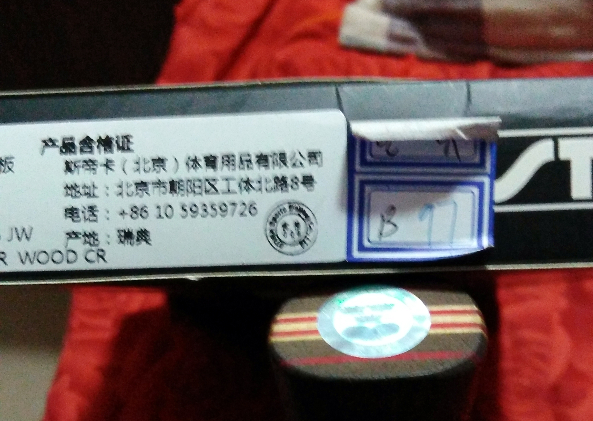 产品合格证
板
斯帝卡（北京）体育用品有限公司
地址：北京市朝阳区工体北路8号
电话：+86 10 59359726
JW
产地：瑞典
R WOOD CR
B 97
ST